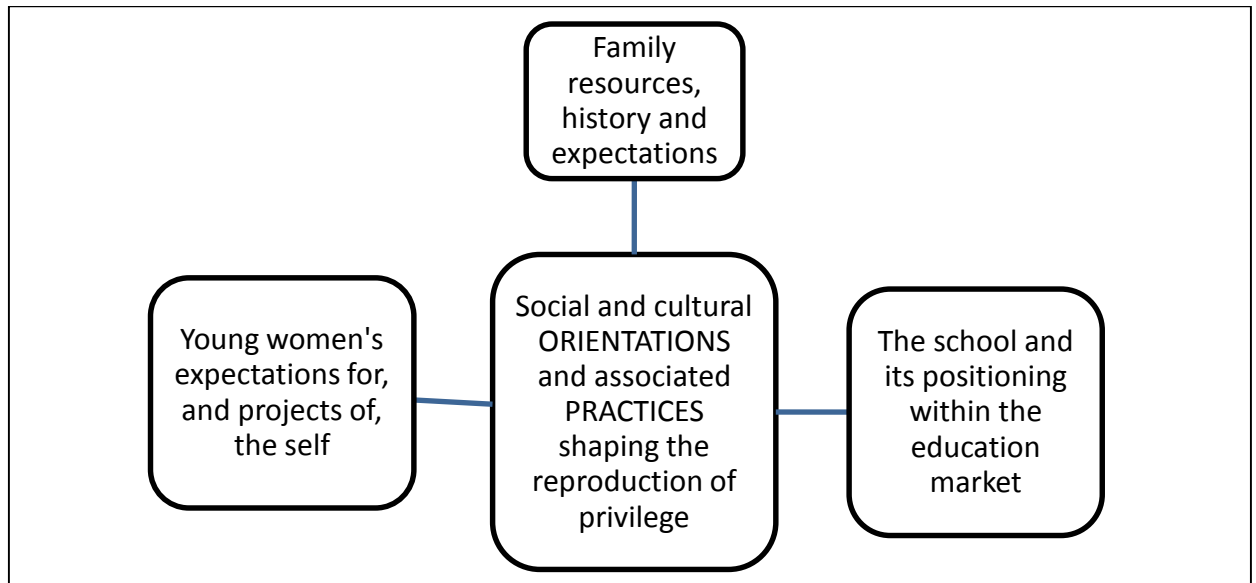 Family
resources,
history and
expectations
Young women's
expectations for,
and projects of,
the self
Social and cultural
ORIENTATIONS
and associated
PRACTICES
shaping the
reproduction of
privilege
The school and
its positioning
within the
education
market